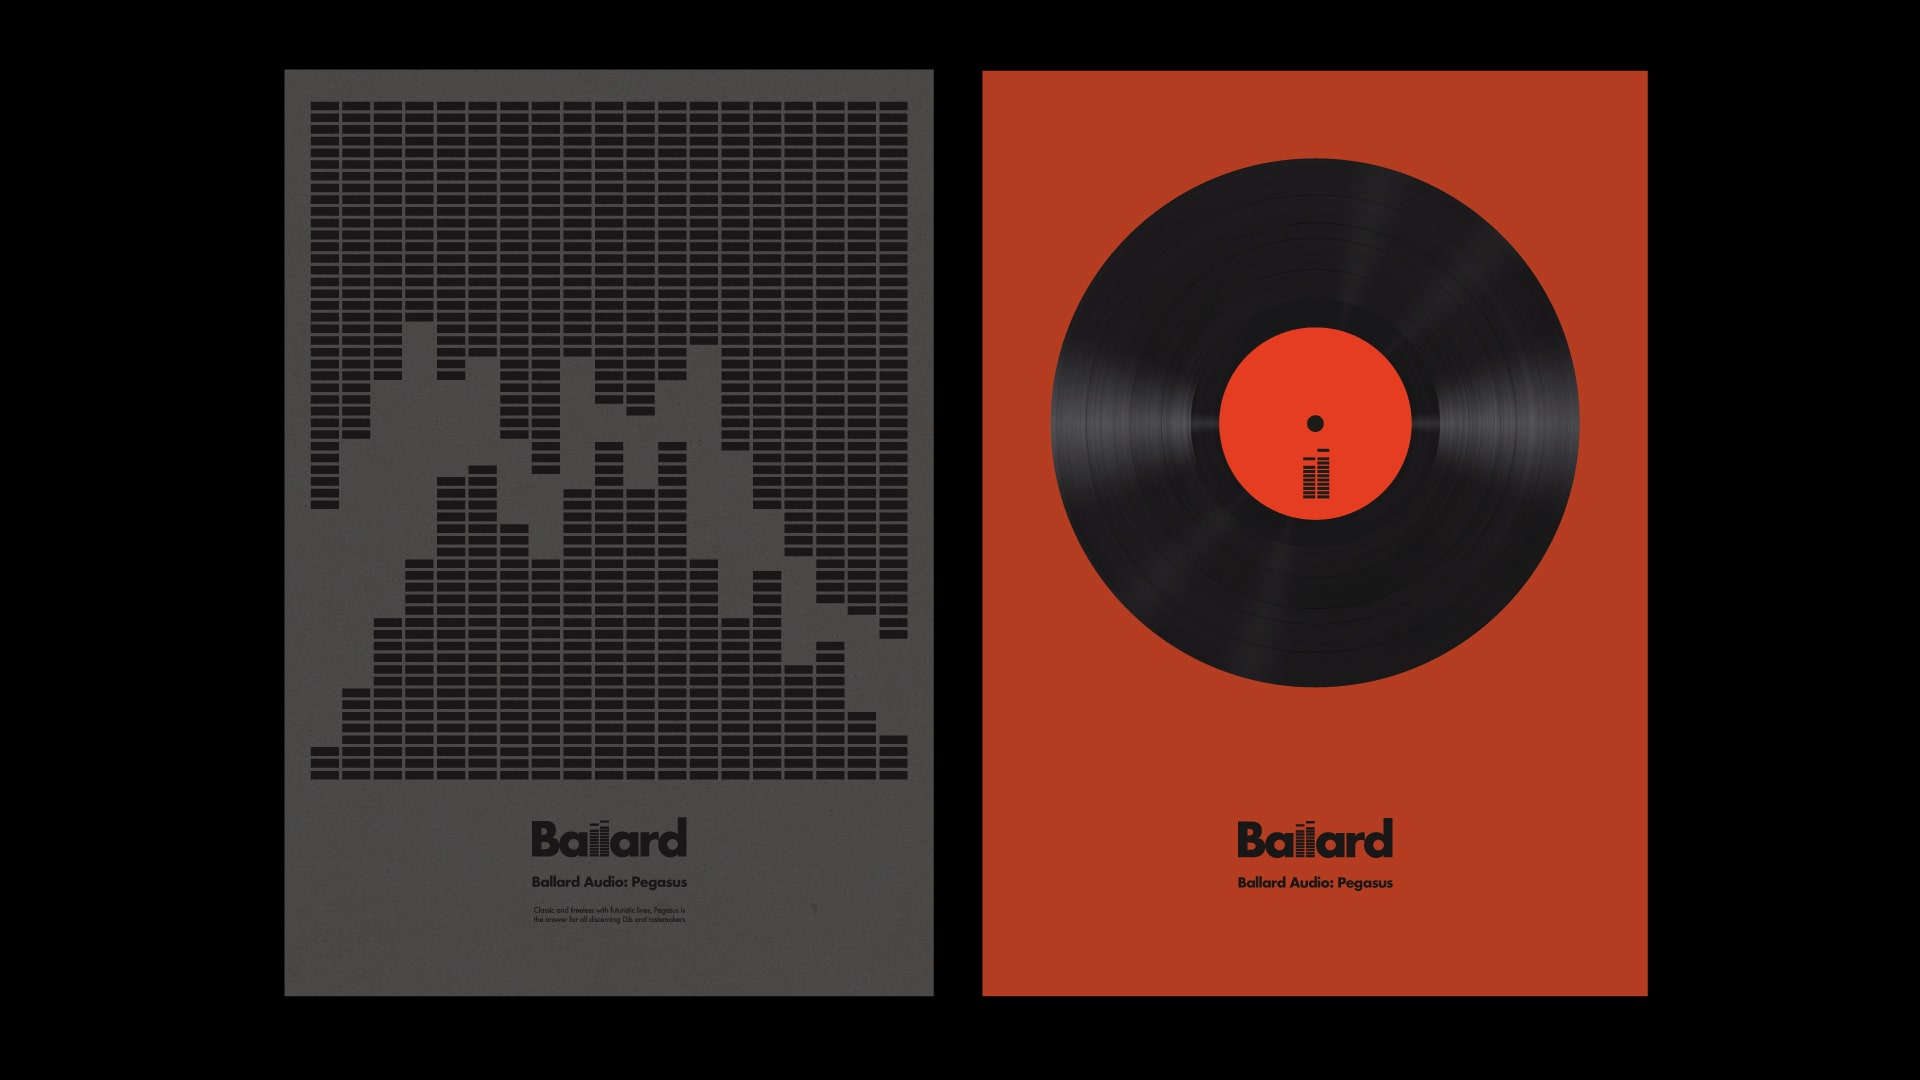 Ballard
Ballard Audio: Pegasus
Classic and timeless with futuristic lines, Pegasus is
the answer for all discerning DJs and tastemakers
Ballard
Ballard Audio: Pegasus